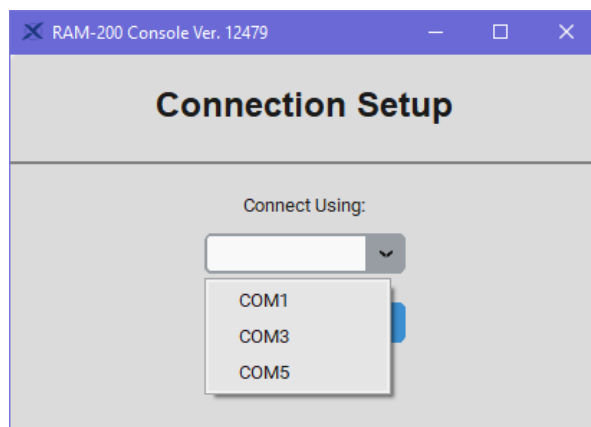 RAM-200 Console Ver. 12479
Connection Setup
Connect Using:
COM1
COM3
COM5